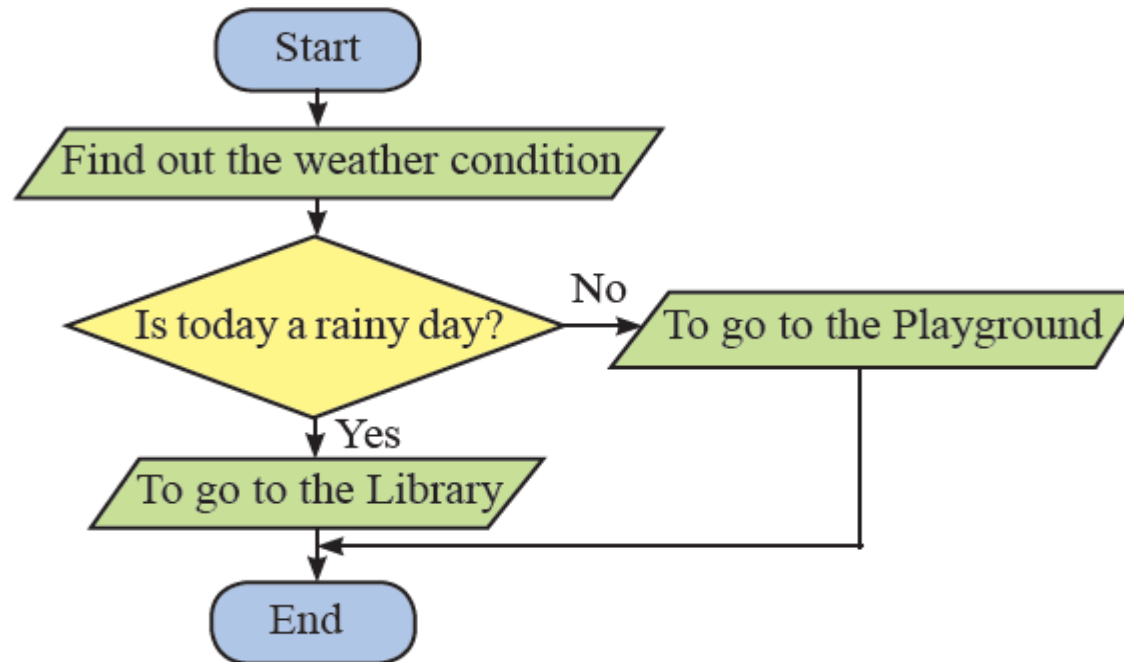 Start
Find out the weather condition
Is today a rainy day?
No
To go to the Playground
Yes
To go to the Library
End